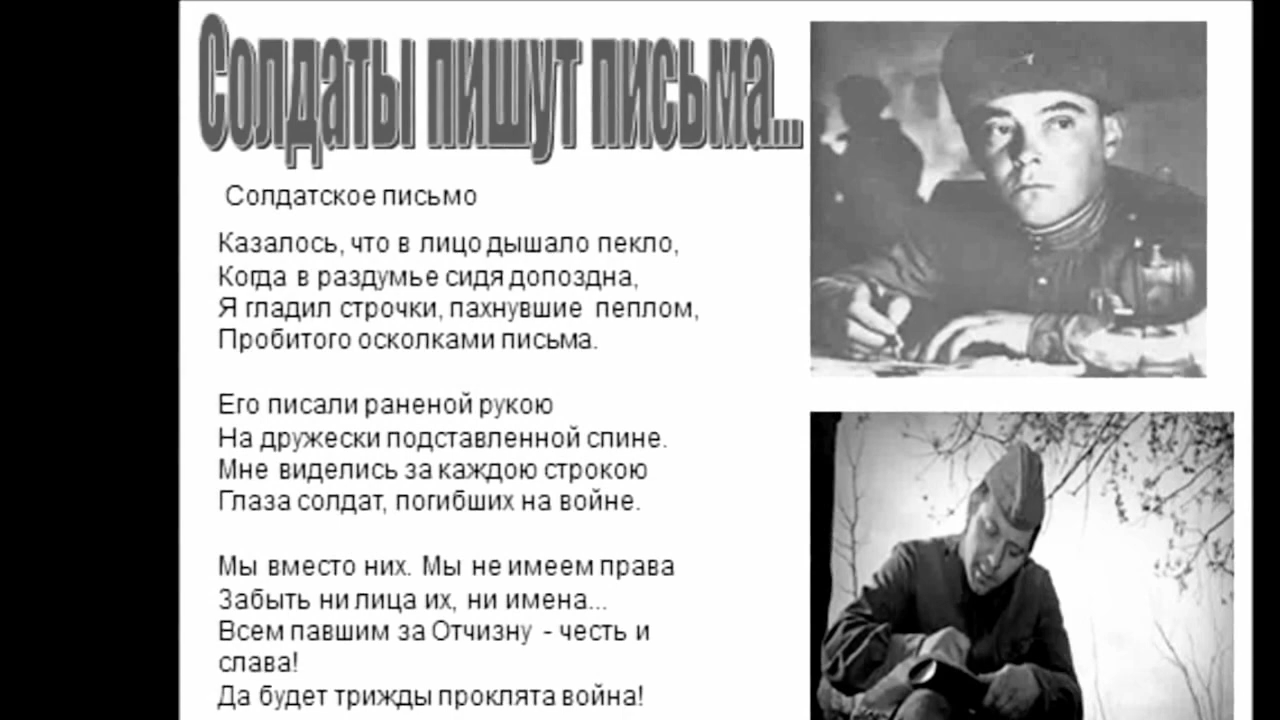 Солдаты пишут письма...
Солдатское письмо
Казалось, что в лицо дышало пекло,
Когда в раздумье сидя допоздна,
Я гладил строчки, пахнувшие пеплом,
Пробитого осколками письма.
Его писали раненой рукою
На дружески подставленной спине.
Мне виделись за каждою строкою
Глаза солдат, погибших на войне.
Мы вместо них. Мы не имеем права
Забыть ни лица их, ни имена...
Всем павшим за Отчизну - честь и
слава!
Да будет трижды проклята война!